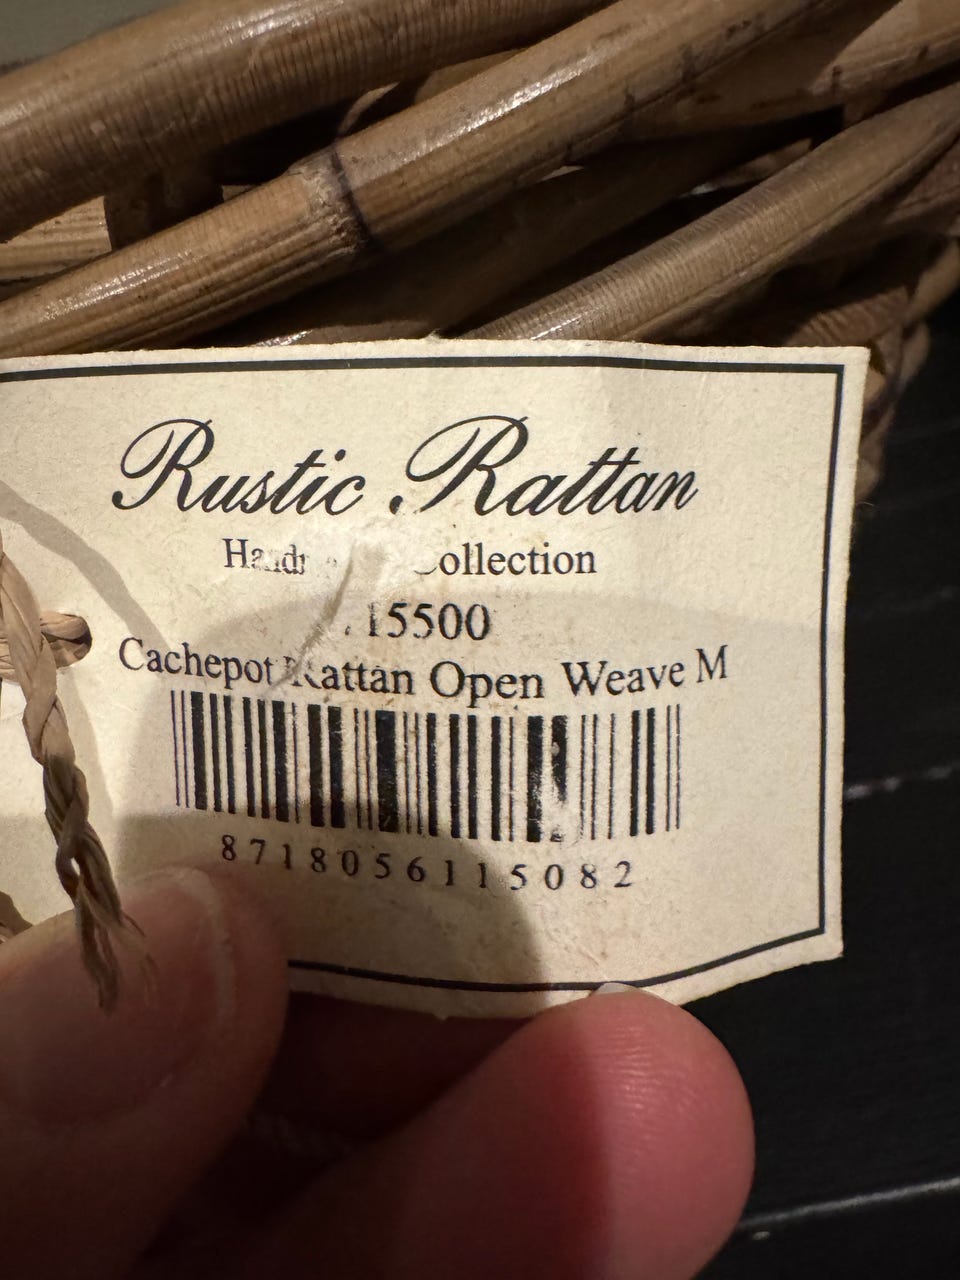 Rustic Rattan
Collection
15500
Cachepot Rattan Open Weave M
8718056115082